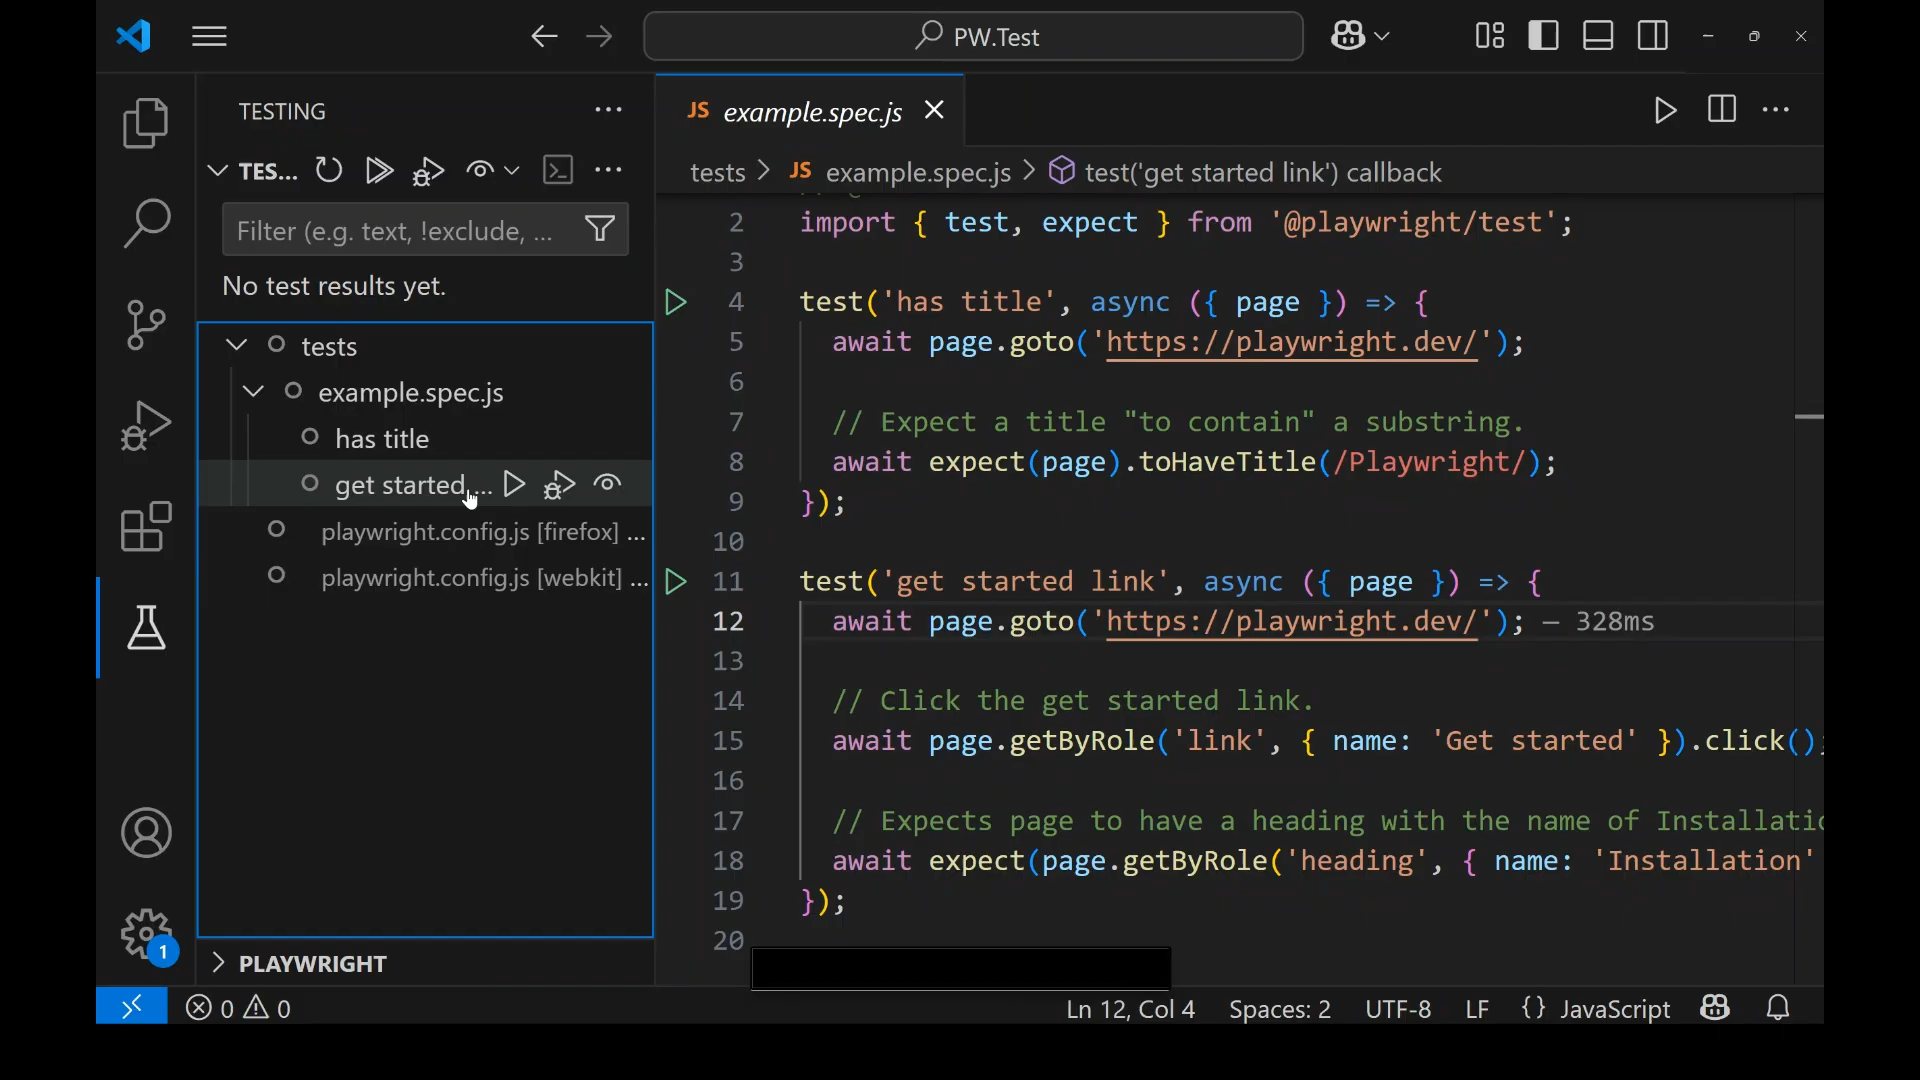 PW.Test
TESTING
TES...
Filter (e.g. text, !exclude, ...
No test results yet.
tests
example.spec.js
has title
get started ...
playwright.config.js [firefox] ...
playwright.config.js [webkit] ...
PLAYWRIGHT
1
JS example.spec.js
tests > JS example.spec.js > test('get started link') callback
2 import { test, expect } from '@playwright/test';
3
4 test('has title', async ({ page }) => {
5 await page.goto('https://playwright.dev/');
6
7 // Expect a title "to contain" a substring.
8 await expect(page).toHaveTitle(/Playwright/);
9 });
10
11 test('get started link', async ({ page }) => {
12 await page.goto('https://playwright.dev/'); — 328ms
13
14 // Click the get started link.
15 await page.getByRole('link', { name: 'Get started' }).click();
16
17 // Expects page to have a heading with the name of Installatio
18 await expect(page.getByRole('heading', { name: 'Installation'
19 });
20
0 0
Ln 12, Col 4 Spaces: 2 UTF-8 LF {} JavaScript